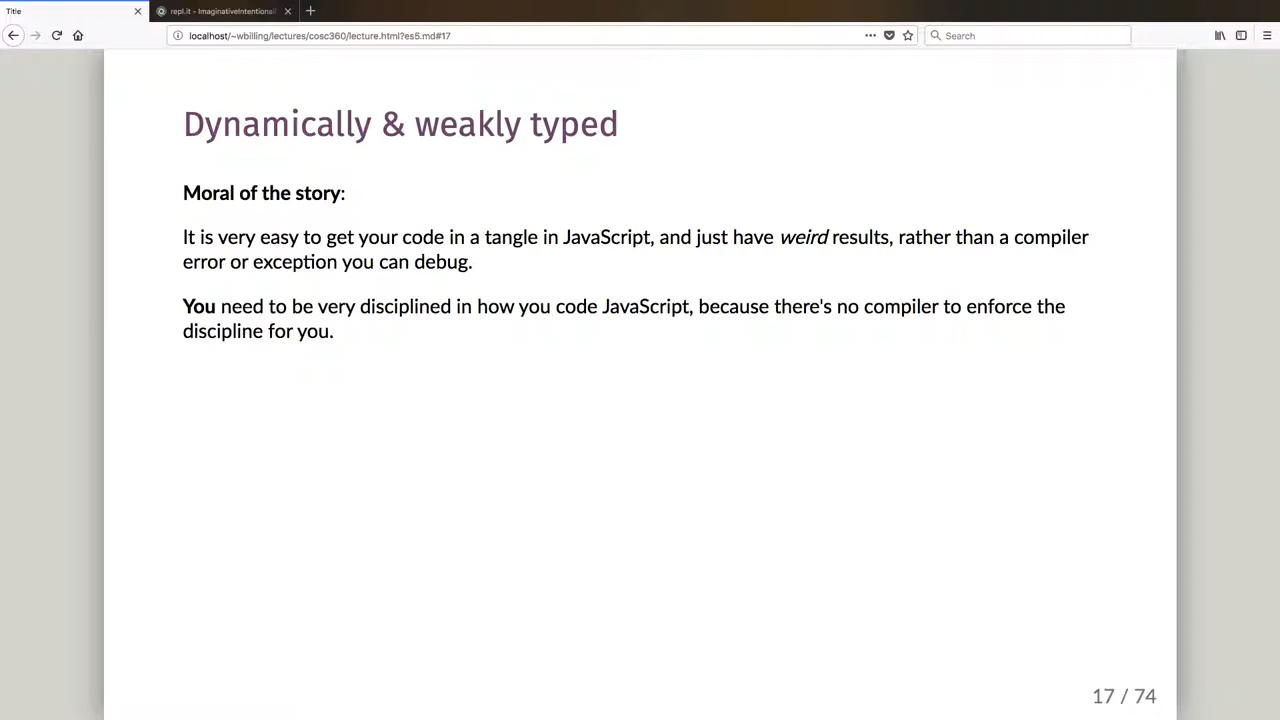 Title
repl.it - ImaginativeIntentional
localhost/~wbilling/lectures/cosc360/lecture.html?es5.md#17
Search
Dynamically & weakly typed
Moral of the story:
It is very easy to get your code in a tangle in JavaScript, and just have weird results, rather than a compiler
error or exception you can debug.
You need to be very disciplined in how you code JavaScript, because there's no compiler to enforce the
discipline for you.
17 / 74